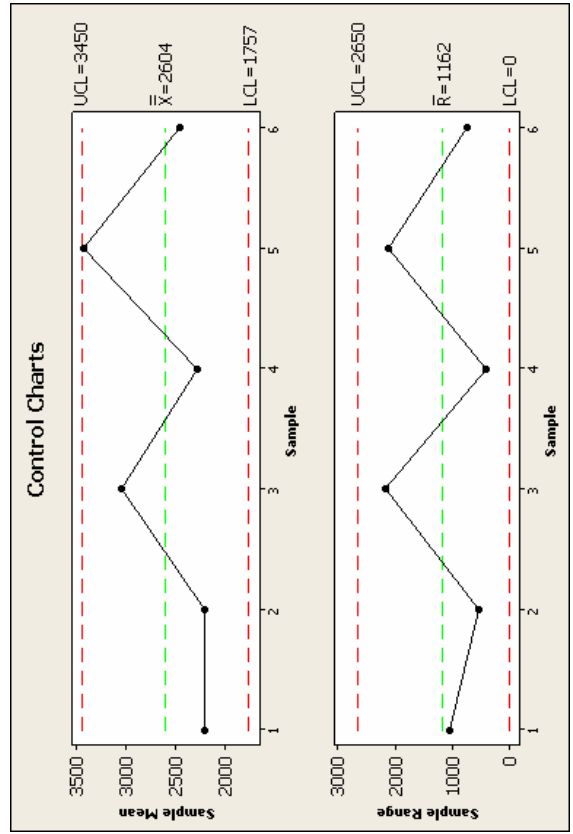 Control Charts
Sample Mean
3500
3000
2500
2000
UCL=3450
X̿=2604
LCL=1757
1 2 3 4 5 6
Sample
Sample Range
3000
2000
1000
0
UCL=2650
R̅=1162
LCL=0
1 2 3 4 5 6
Sample